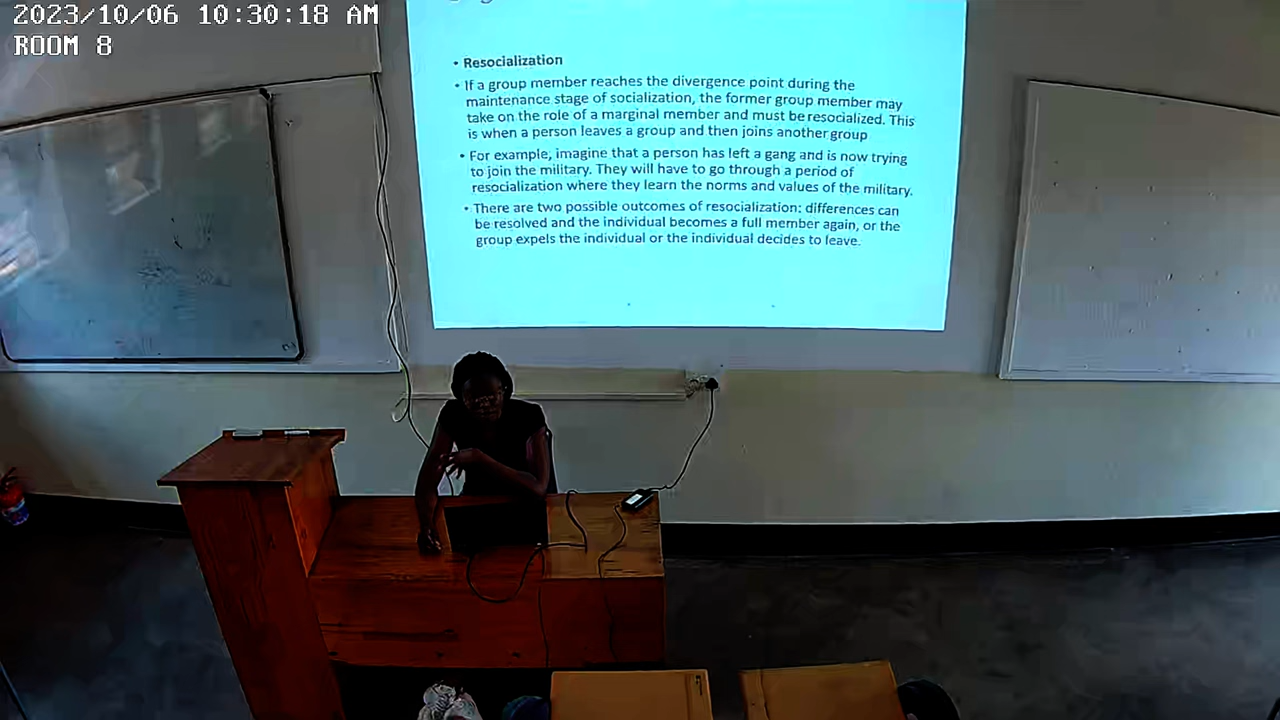 2023/10/06 10:30:18 AM
ROOM 8
• Resocialization
• If a group member reaches the divergence point during the
maintenance stage of socialization, the former group member may
take on the role of a marginal member and must be resocialized. This
is when a person leaves a group and then joins another group
• For example, imagine that a person has left a gang and is now trying
to join the military. They will have to go through a period of
resocialization where they learn the norms and values of the military.
• There are two possible outcomes of resocialization: differences can
be resolved and the individual becomes a full member again, or the
group expels the individual or the individual decides to leave.